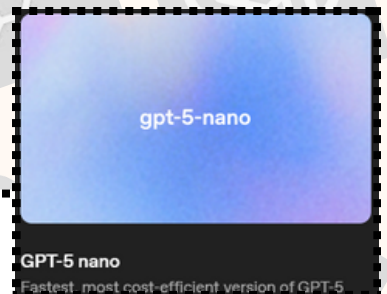 gpt-5-nano
GPT-5 nano
Fastest, most cost-efficient version of GPT-5